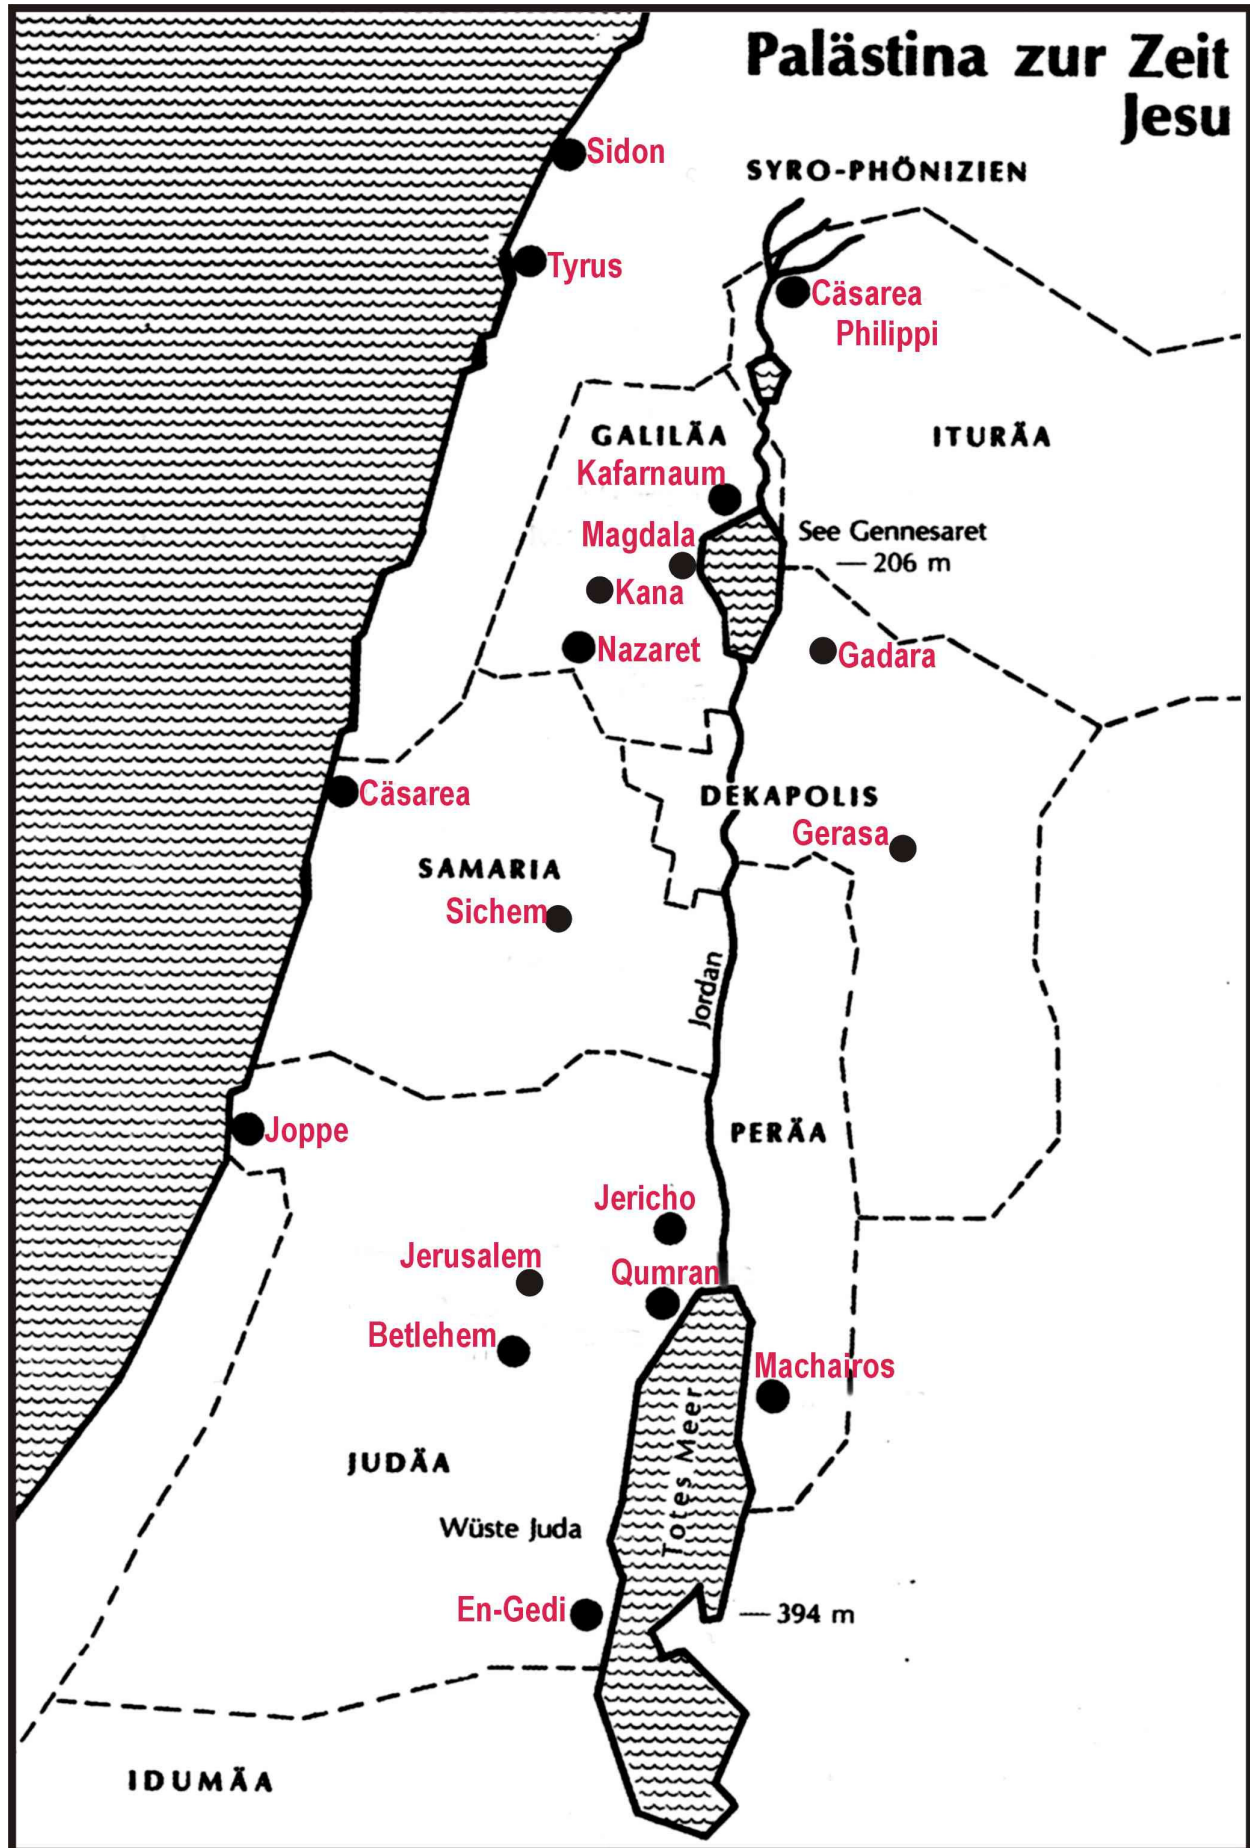 Palästina zur Zeit
Jesu
Sidon
SYRO-PHÖNIZIEN
Tyrus
Cäsarea
Philippi
GALILÄA
ITURÄA
Kafarnaum
Magdala
See Gennesaret
— 206 m
Kana
Nazaret
Gadara
Cäsarea
DEKAPOLIS
Gerasa
SAMARIA
Sichem
Jordan
Joppe
PERÄA
Jericho
Jerusalem
Qumran
Betlehem
Machairos
Totes Meer
JUDÄA
Wüste Juda
En-Gedi
— 394 m
IDUMÄA